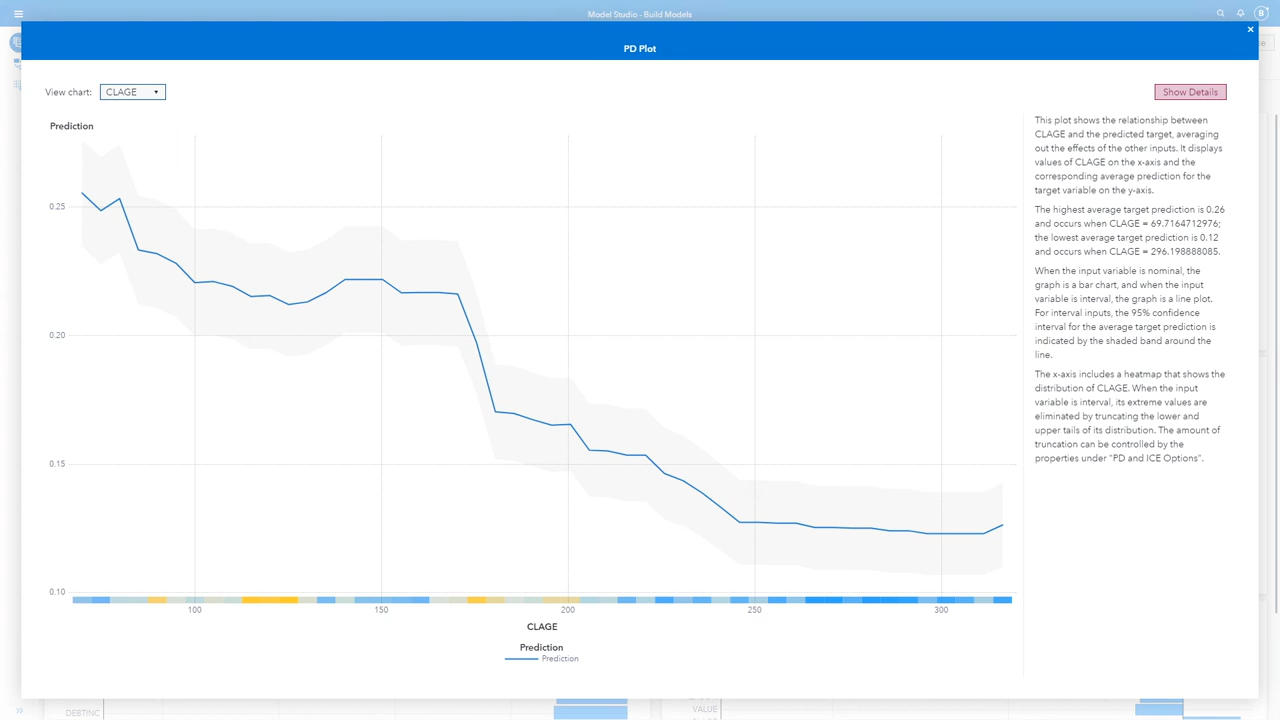 Model Studio - Build Models
B
PD Plot
View chart:
CLAGE
Show Details
Prediction
0.25
0.20
0.15
0.10
100
150
200
250
300
CLAGE
Prediction
Prediction
This plot shows the relationship between
CLAGE and the predicted target, averaging
out the effects of the other inputs. It displays
values of CLAGE on the x-axis and the
corresponding average prediction for the
target variable on the y-axis.
The highest average target prediction is 0.26
and occurs when CLAGE = 69.7164712976;
the lowest average target prediction is 0.12
and occurs when CLAGE = 296.198888085.
When the input variable is nominal, the
graph is a bar chart, and when the input
variable is interval, the graph is a line plot.
For interval inputs, the 95% confidence
interval for the average target prediction is
indicated by the shaded band around the
line.
The x-axis includes a heatmap that shows the
distribution of CLAGE. When the input
variable is interval, its extreme values are
eliminated by truncating the lower and
upper tails of its distribution. The amount of
truncation can be controlled by the
properties under "PD and ICE Options".
DEBTINC
VALUE